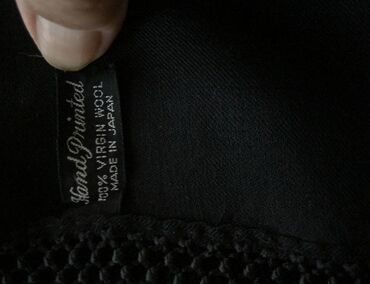 Hand Printed
100% VIRGIN WOOL
MADE IN JAPAN